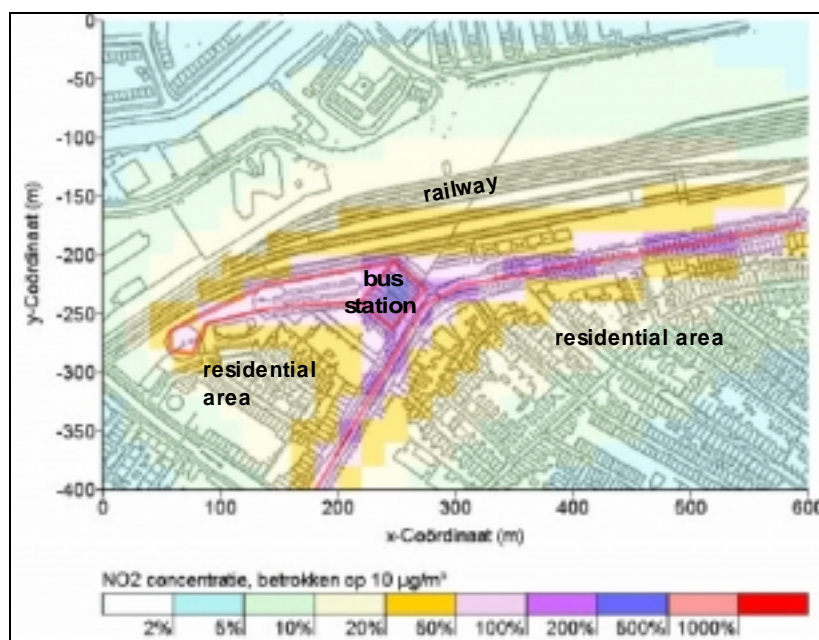 0
-50
-100
-150
-200
-250
-300
-350
-400
y-Coördinaat (m)
railway
bus
station
residential area
residential
area
0 100 200 300 400 500 600
x-Coördinaat (m)
NO2 concentratie, betrokken op 10 µg/m³
2% 5% 10% 20% 50% 100% 200% 500% 1000%